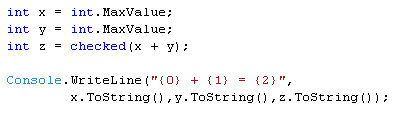 int x = int.MaxValue;
int y = int.MaxValue;
int z = checked(x + y);
Console.WriteLine("{0} + {1} = {2}",
x.ToString(),y.ToString(),z.ToString());